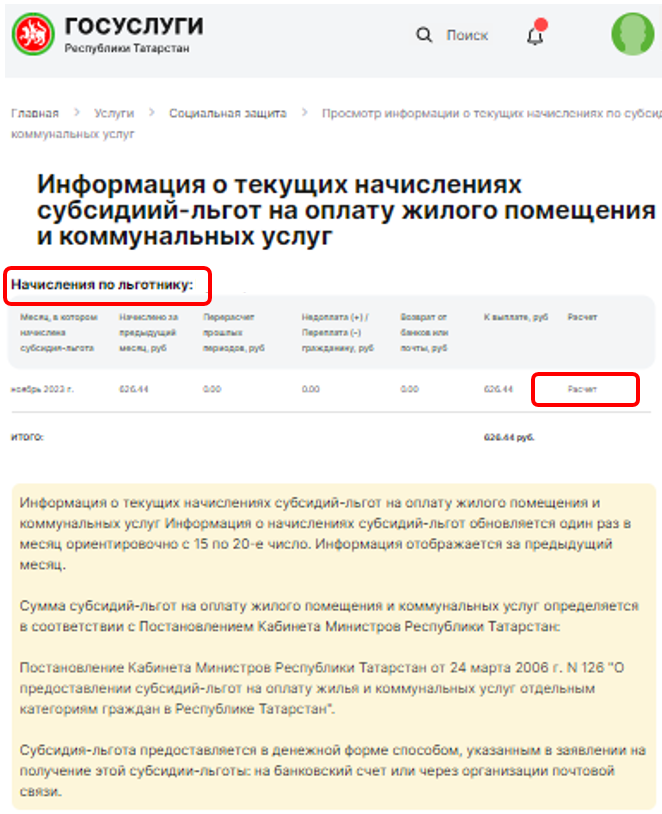 ГОСУСЛУГИ
Республики Татарстан
Поиск
Главная > Услуги > Социальная защита > Просмотр информации о текущих начислениях по субсид
коммунальных услуг
Информация о текущих начислениях
субсидиий-льгот на оплату жилого помещения
и коммунальных услуг
Начисления по льготнику:
Месяц, в котором начислена субсидия-льгота
Начислено за предыдущий месяц, руб
Перерасчет прошлых периодов, руб
Недоплата (+) / Переплата (-) гражданину, руб
Возврат от банков или почты, руб
К выплате, руб
Расчет
ноябрь 2023 г. 626.44 0.00 0.00 0.00 626.44 Расчет
ИТОГО: 626.44 руб.
Информация о текущих начислениях субсидий-льгот на оплату жилого помещения и
коммунальных услуг Информация о начислениях субсидий-льгот обновляется один раз в
месяц ориентировочно с 15 по 20-е число. Информация отображается за предыдущий
месяц.
Сумма субсидий-льгот на оплату жилого помещения и коммунальных услуг определяется
в соответствии с Постановлением Кабинета Министров Республики Татарстан:
Постановление Кабинета Министров Республики Татарстан от 24 марта 2006 г. N 126 "О
предоставлении субсидий-льгот на оплату жилья и коммунальных услуг отдельным
категориям граждан в Республике Татарстан".
Субсидия-льгота предоставляется в денежной форме способом, указанным в заявлении на
получение этой субсидии-льготы: на банковский счет или через организации почтовой
связи.